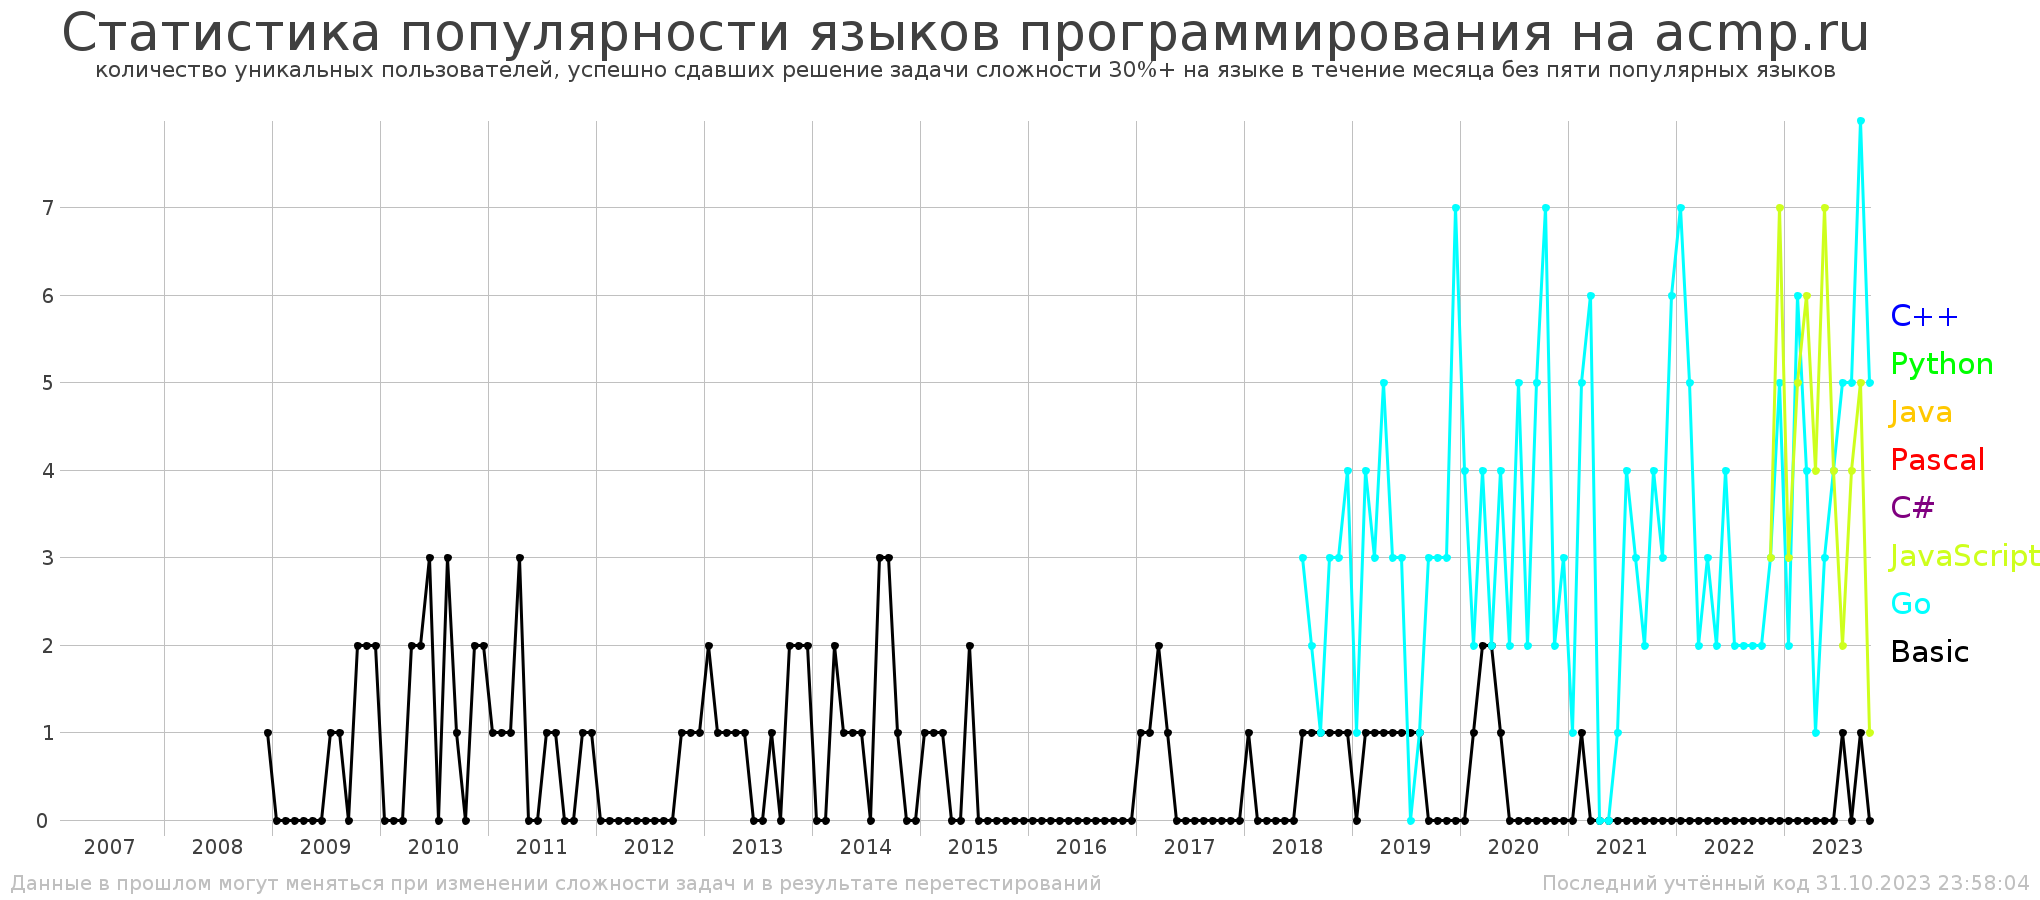 Статистика популярности языков программирования на acmp.ru
количество уникальных пользователей, успешно сдавших решение задачи сложности 30%+ на языке в течение месяца без пяти популярных языков
7
6
5
4
3
2
1
0
C++
Python
Java
Pascal
C#
JavaScript
Go
Basic
2007 2008 2009 2010 2011 2012 2013 2014 2015 2016 2017 2018 2019 2020 2021 2022 2023
Данные в прошлом могут меняться при изменении сложности задач и в результате перетестирований
Последний учтённый код 31.10.2023 23:58:04